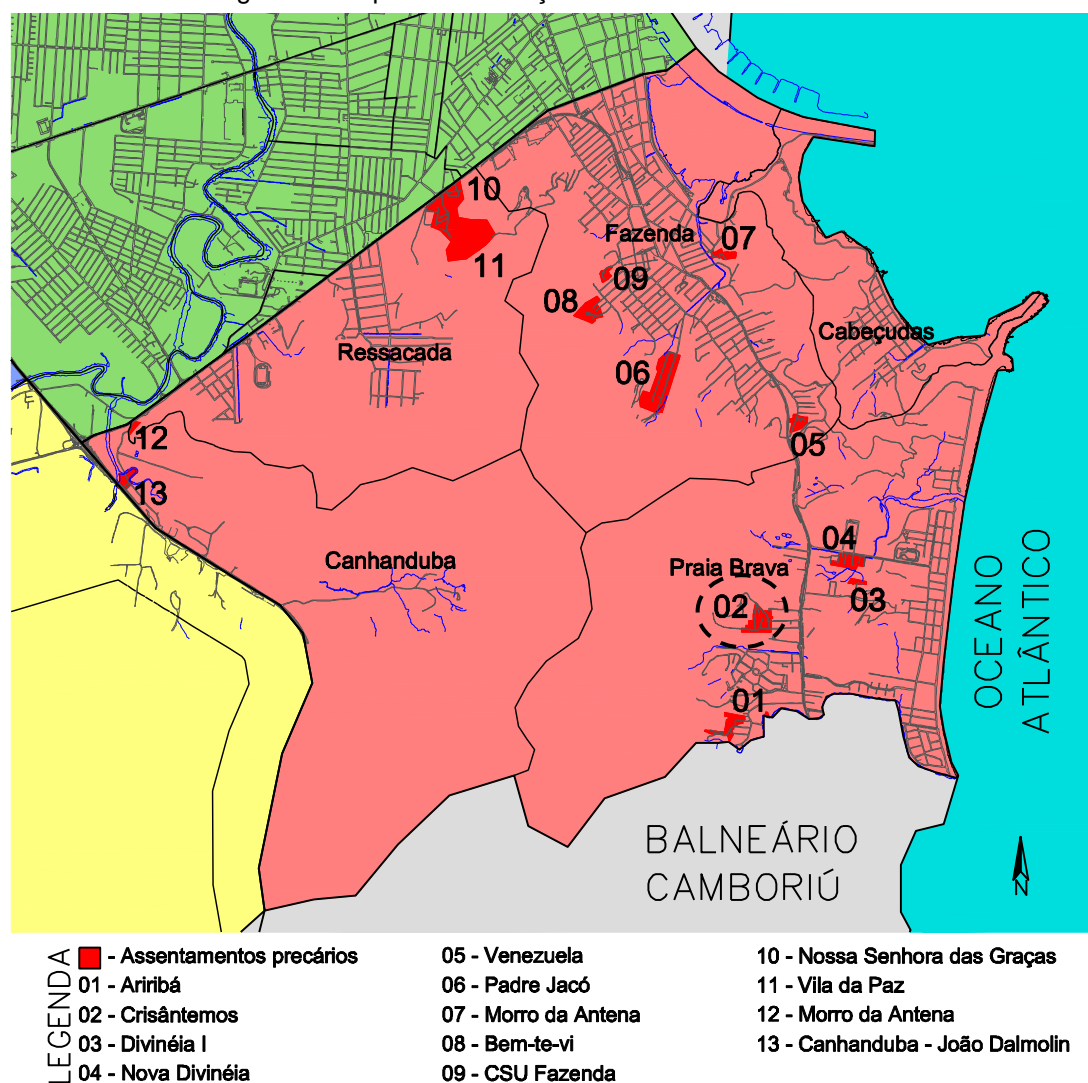 10
11
Fazenda
07
09
08
Cabeçudas
Ressacada
06
05
12
13
04
Canhanduba
Praia Brava
02
03
OCEANO
ATLÂNTICO
01
BALNEÁRIO
CAMBORIÚ
N
LEGENDA
- Assentamentos precários
01 - Ariribá
02 - Crisântemos
03 - Divinéia I
04 - Nova Divinéia
05 - Venezuela
06 - Padre Jacó
07 - Morro da Antena
08 - Bem-te-vi
09 - CSU Fazenda
10 - Nossa Senhora das Graças
11 - Vila da Paz
12 - Morro da Antena
13 - Canhanduba - João Dalmolin